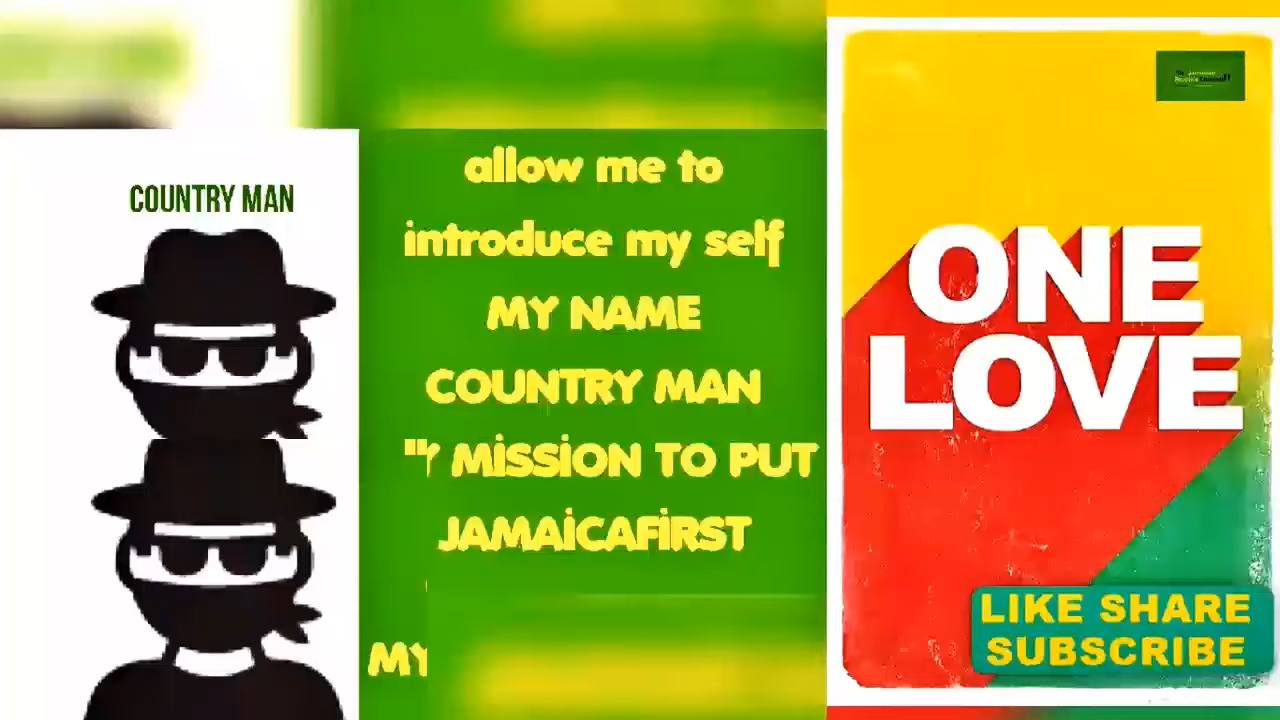 COUNTRY MAN
allow me to
introduce my self
MY NAME
COUNTRY MAN
MiSSiON TO PUT
JAMAiCAFiRST
MY
ONE
LOVE
LIKE SHARE
SUBSCRIBE